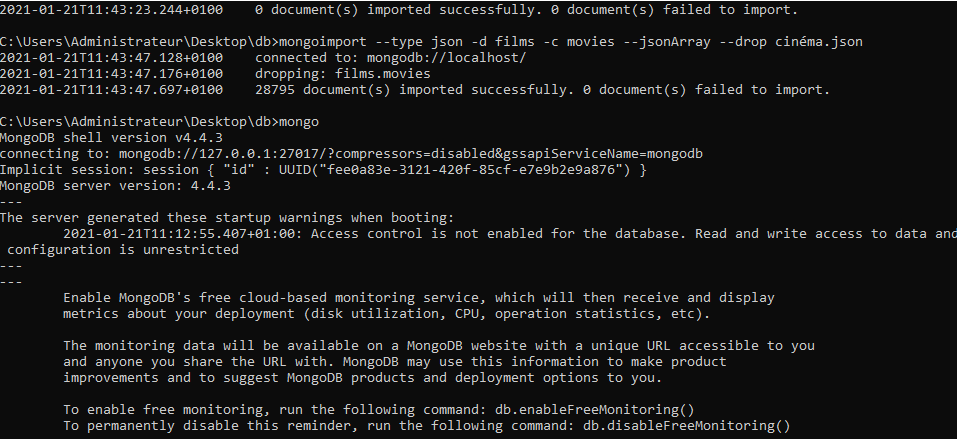 2021-01-21T11:43:23.244+0100    0 document(s) imported successfully. 0 document(s) failed to import.
C:\Users\Administrateur\Desktop\db>mongoimport --type json -d films -c movies --jsonArray --drop cinéma.json
2021-01-21T11:43:47.128+0100    connected to: mongodb://localhost/
2021-01-21T11:43:47.176+0100    dropping: films.movies
2021-01-21T11:43:47.697+0100    28795 document(s) imported successfully. 0 document(s) failed to import.
C:\Users\Administrateur\Desktop\db>mongo
MongoDB shell version v4.4.3
connecting to: mongodb://127.0.0.1:27017/?compressors=disabled&gssapiServiceName=mongodb
Implicit session: session { "id" : UUID("fee0a83e-3121-420f-85cf-e7e9b2e9a876") }
MongoDB server version: 4.4.3
---
The server generated these startup warnings when booting:
        2021-01-21T11:12:55.407+01:00: Access control is not enabled for the database. Read and write access to data and
 configuration is unrestricted
---
---
        Enable MongoDB's free cloud-based monitoring service, which will then receive and display
        metrics about your deployment (disk utilization, CPU, operation statistics, etc).
        The monitoring data will be available on a MongoDB website with a unique URL accessible to you
        and anyone you share the URL with. MongoDB may use this information to make product
        improvements and to suggest MongoDB products and deployment options to you.
        To enable free monitoring, run the following command: db.enableFreeMonitoring()
        To permanently disable this reminder, run the following command: db.disableFreeMonitoring()